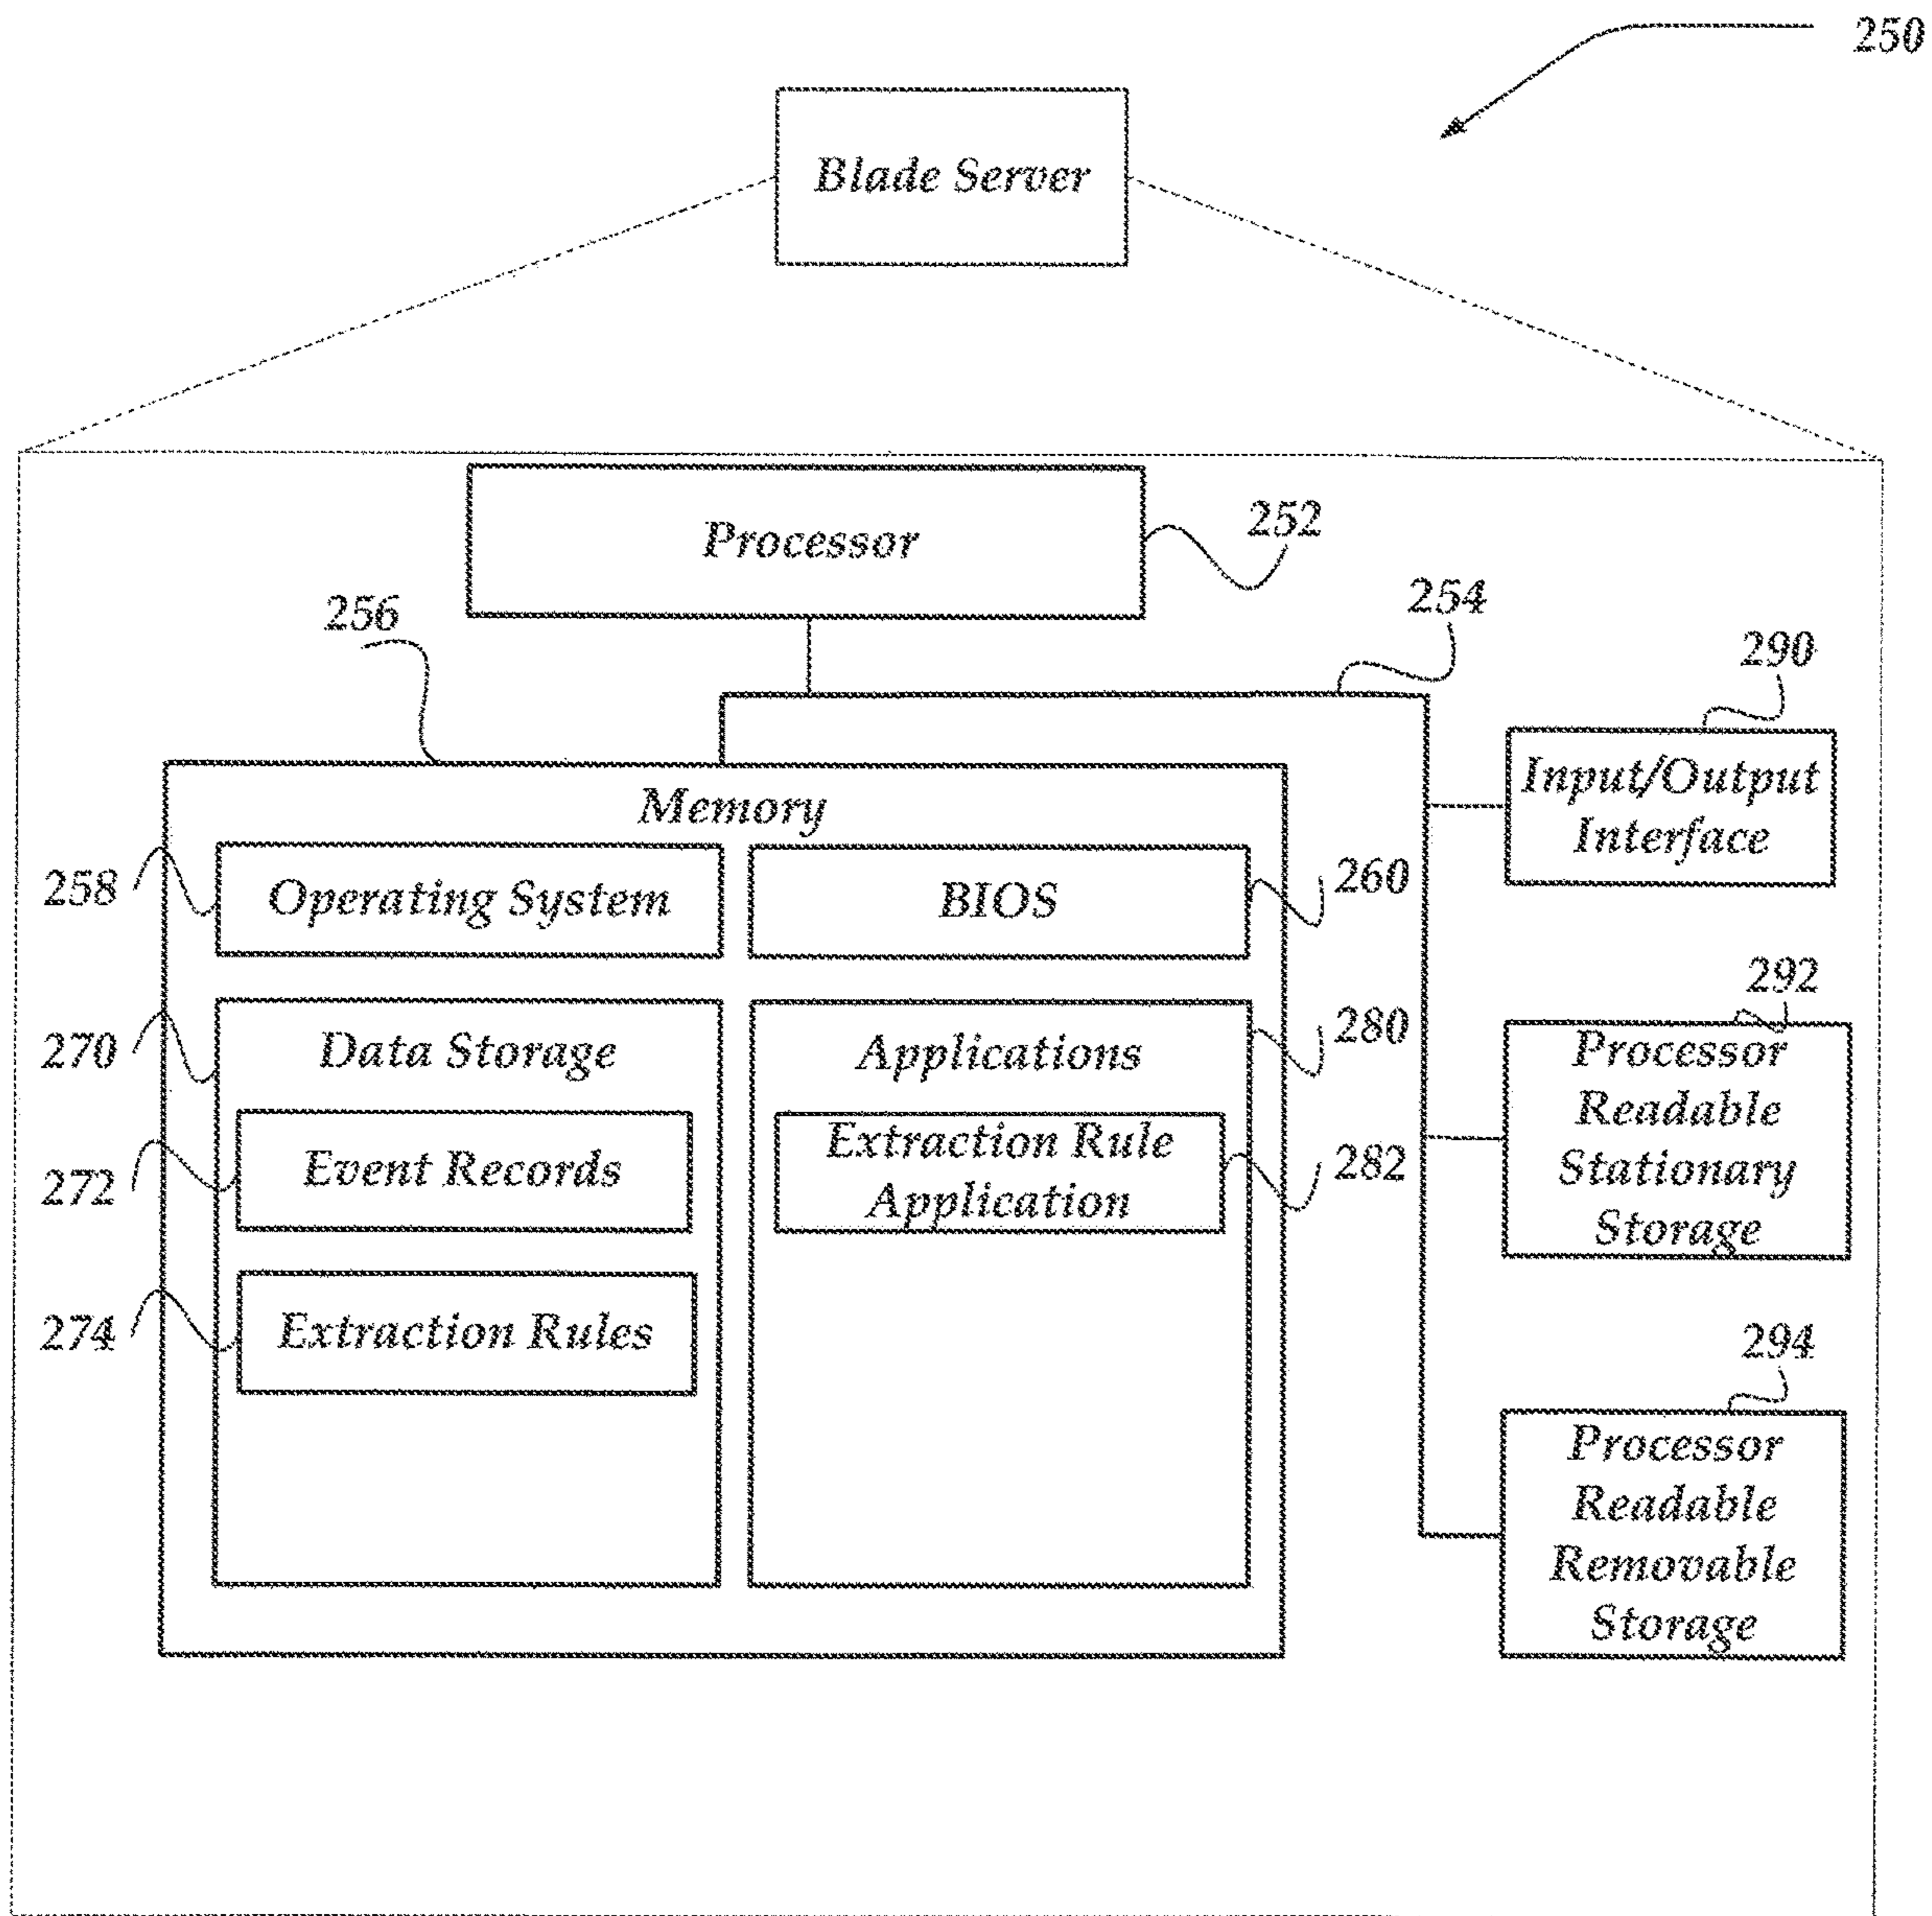 250
Blade Server
Processor
252
256
254
290
Input/Output
Interface
Memory
258
Operating System
BIOS
260
292
Processor
Readable
Stationary
Storage
270
Data Storage
Applications
280
272
Event Records
Extraction Rule
Application
282
274
Extraction Rules
294
Processor
Readable
Removable
Storage